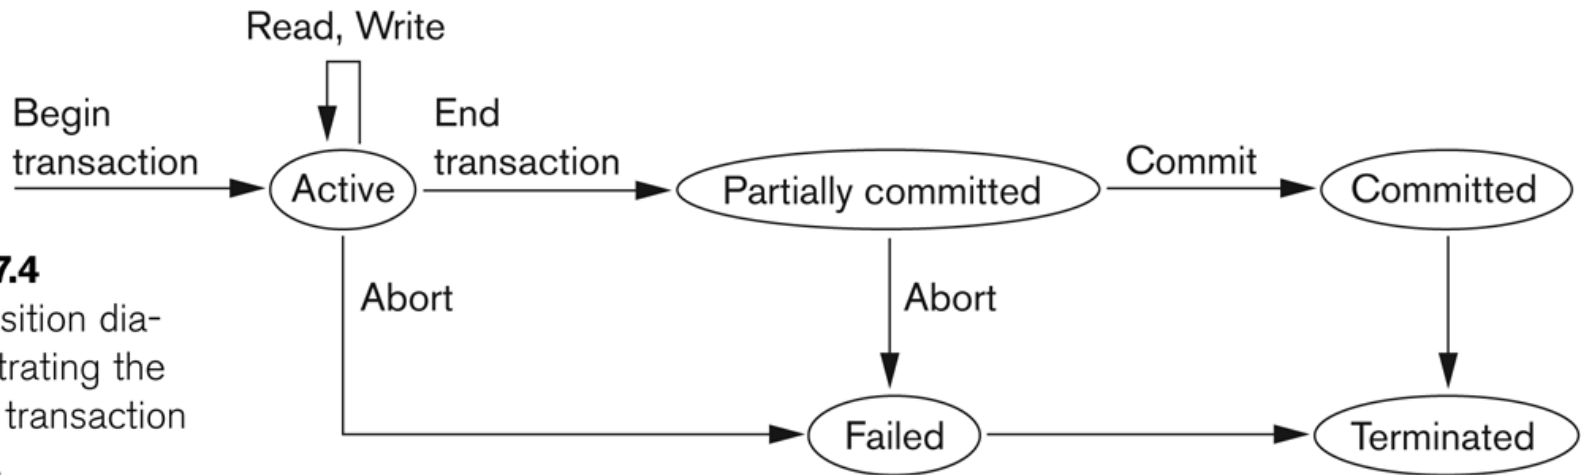 Read, Write
Begin
transaction
End
transaction
Active
Partially committed
Commit
Committed
7.4
sition dia-
trating the
transaction
Abort
Abort
Failed
Terminated